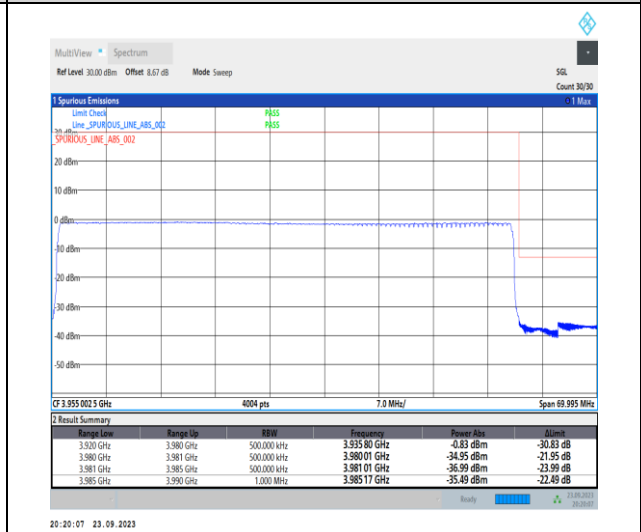 MultiView Spectrum
Ref Level 30.00 dBm Offset 8.67 dB Mode Sweep SGL
Count 30/30
1 Spurious Emissions 1 Max
Limit Check PASS
Line _SPURIOUS_LINE_ABS_002 PASS
30 dBm
_SPURIOUS_LINE_ABS_002
20 dBm
10 dBm
0 dBm
-10 dBm
-20 dBm
-30 dBm
-40 dBm
-50 dBm
CF 3.955 002 5 GHz 4004 pts 7.0 MHz/ Span 69.995 MHz
2 Result Summary
Range Low Range Up RBW Frequency Power Abs ΔLimit
3.920 GHz 3.980 GHz 500.000 kHz 3.935 80 GHz -0.83 dBm -30.83 dB
3.980 GHz 3.981 GHz 500.000 kHz 3.980 01 GHz -34.95 dBm -21.95 dB
3.981 GHz 3.985 GHz 500.000 kHz 3.981 01 GHz -36.99 dBm -23.99 dB
3.985 GHz 3.990 GHz 1.000 MHz 3.985 17 GHz -35.49 dBm -22.49 dB
Ready 23.09.2023
20:20:07
20:20:07 23.09.2023